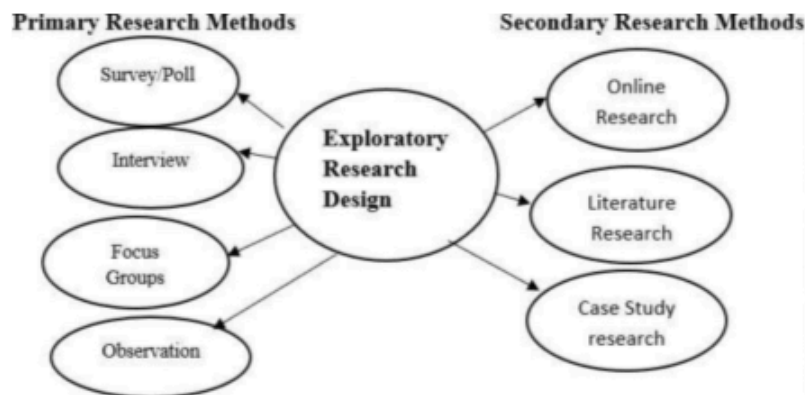 Primary Research Methods
Secondary Research Methods
Survey/Poll
Interview
Focus
Groups
Observation
Exploratory
Research
Design
Online
Research
Literature
Research
Case Study
research